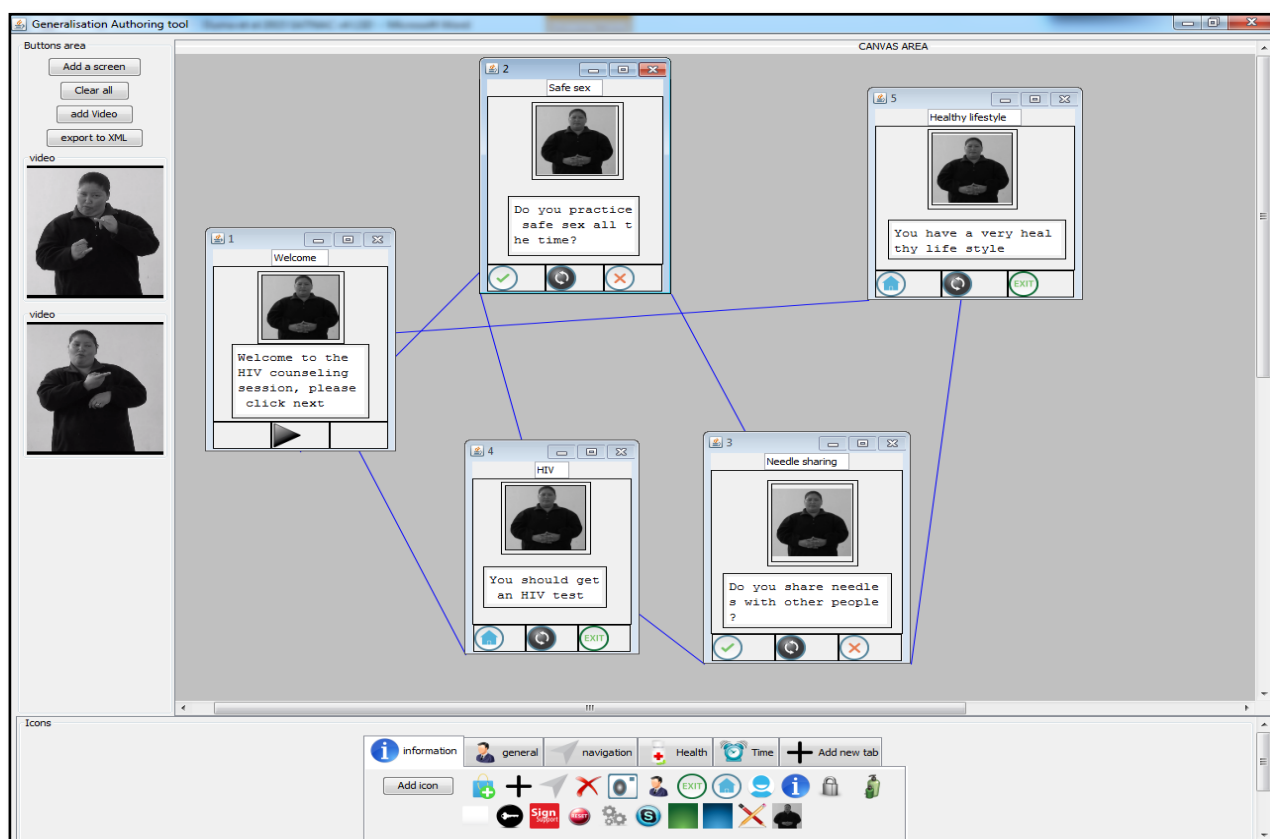 Generalisation Authoring tool
Buttons area
Add a screen
Clear all
add Video
export to XML
video
video
CANVAS AREA
1
Welcome
Welcome to the
HIV counseling
session, please
click next
2
Safe sex
Do you practice
safe sex all t
he time?
5
Healthy lifestyle
You have a very heal
thy life style
EXIT
4
HIV
You should get
an HIV test
EXIT
3
Needle sharing
Do you share needle
s with other people
?
Icons
information
general
navigation
Health
Time
Add new tab
Add icon
EXIT
Sign
Support
RESET